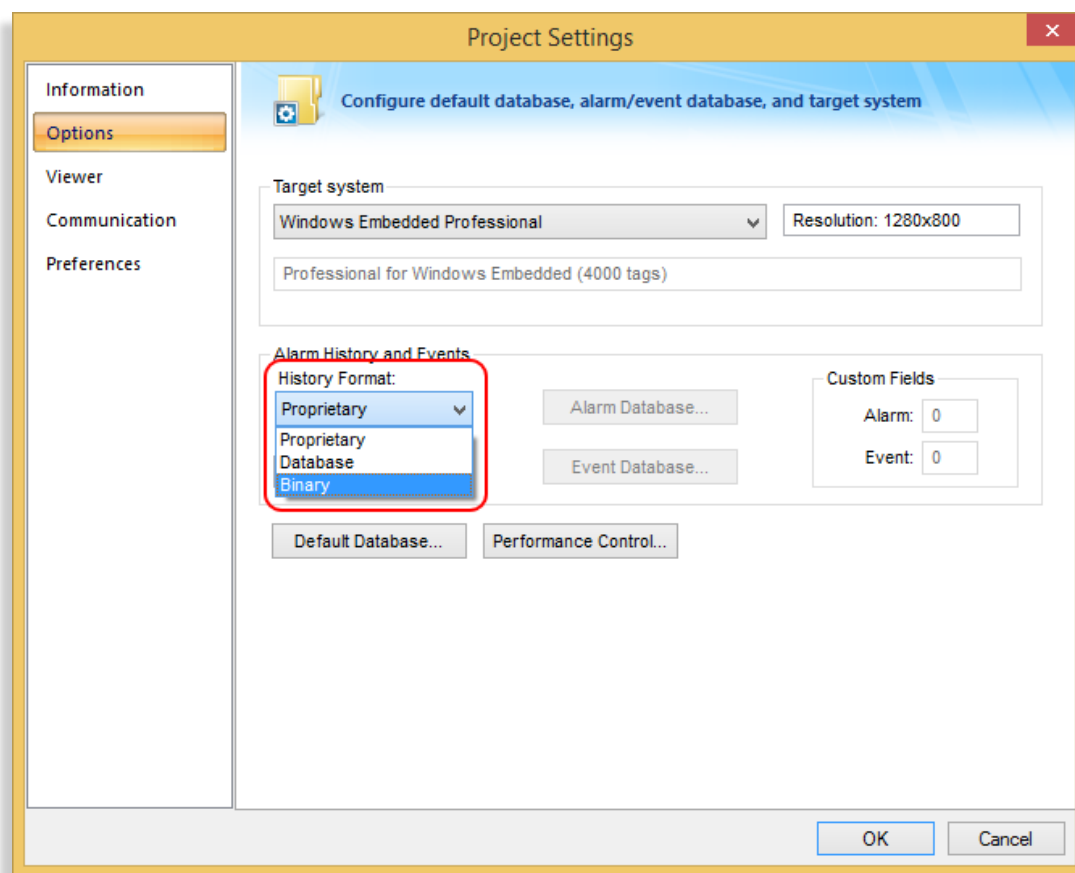 Project Settings
Information
Options
Viewer
Communication
Preferences
Configure default database, alarm/event database, and target system
Target system
Windows Embedded Professional
Resolution: 1280x800
Professional for Windows Embedded (4000 tags)
Alarm History and Events
History Format:
Proprietary
Proprietary
Database
Binary
Alarm Database...
Event Database...
Custom Fields
Alarm: 0
Event: 0
Default Database...
Performance Control...
OK
Cancel